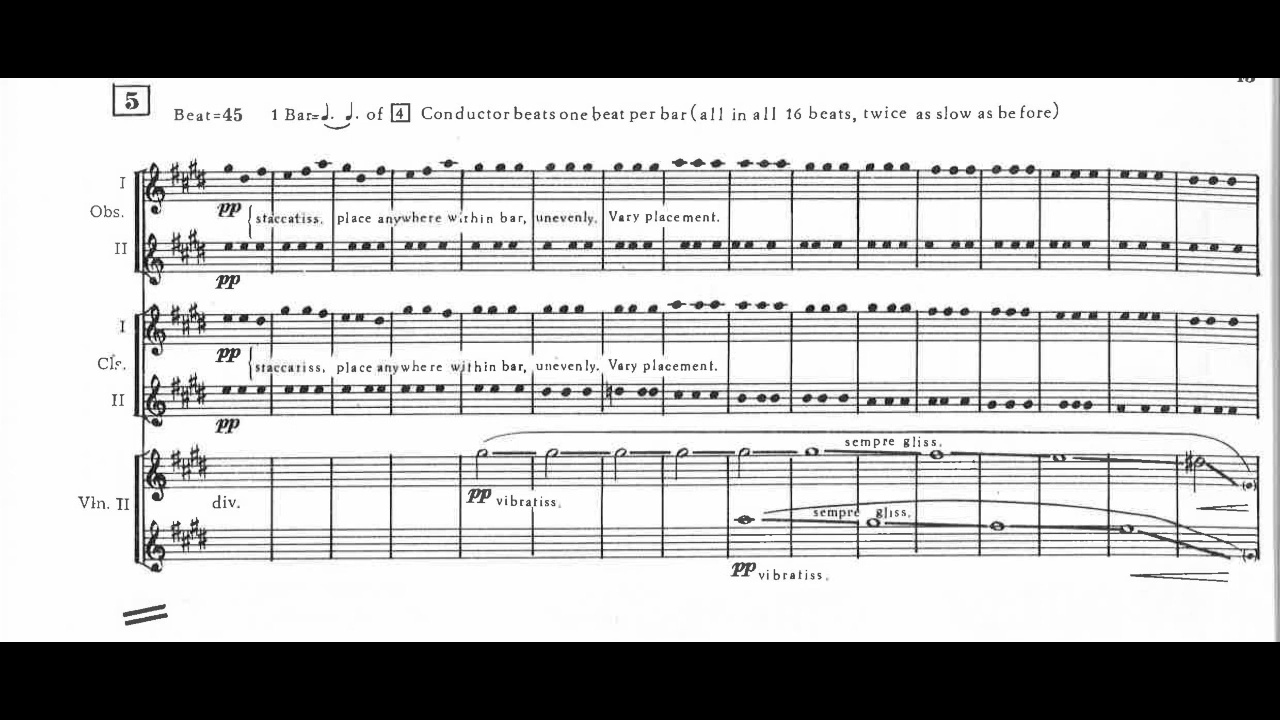 5
Beat=45 1 Bar=♩. ♩. of 4 Conductor beats one beat per bar (all in all 16 beats, twice as slow as before)
I
Obs.
pp
staccatiss. place anywhere within bar, unevenly. Vary placement.
II
pp
I
Cls.
pp
staccatiss. place anywhere within bar, unevenly. Vary placement.
II
pp
sempre gliss.
Vln. II
div.
pp vibratiss.
sempre gliss.
pp vibratiss.